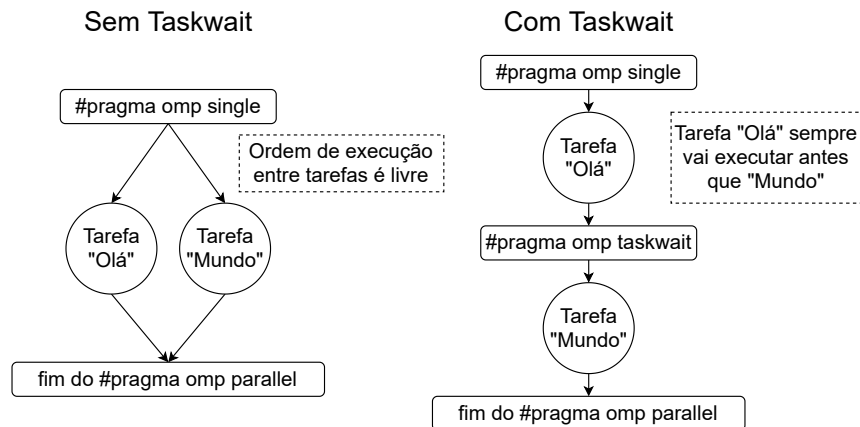 Sem Taskwait
#pragma omp single
Ordem de execução
entre tarefas é livre
Tarefa
"Olá"
Tarefa
"Mundo"
fim do #pragma omp parallel
Com Taskwait
#pragma omp single
Tarefa
"Olá"
Tarefa "Olá" sempre
vai executar antes
que "Mundo"
#pragma omp taskwait
Tarefa
"Mundo"
fim do #pragma omp parallel